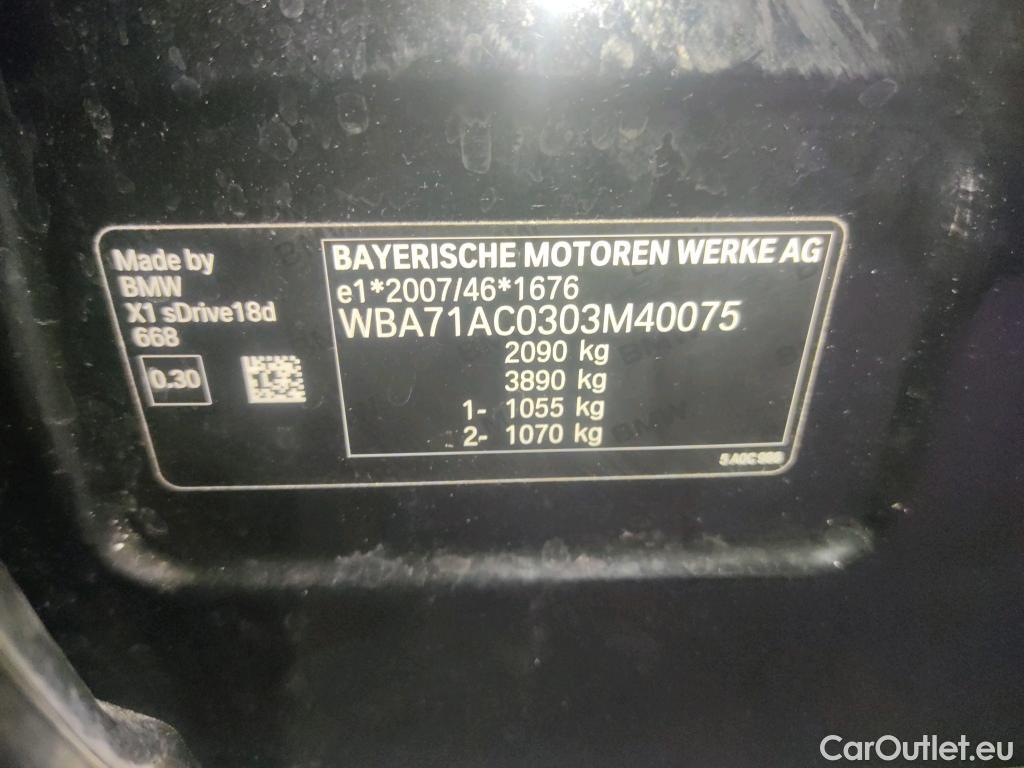 Made by
BMW
X1 sDrive18d
668
0.30
BAYERISCHE MOTOREN WERKE AG
e1*2007/46*1676
WBA71AC0303M40075
2090 kg
3890 kg
1- 1055 kg
2- 1070 kg
CarOutlet.eu